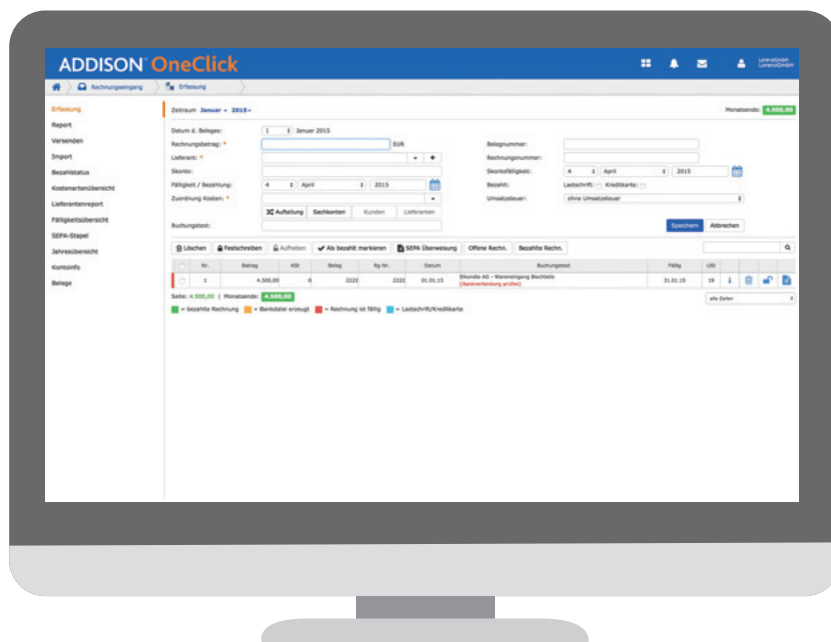 ADDISON® OneClick
LorenzGmbH
LorenzGmbH
Rechnungseingang Erfassung
Erfassung
Report
Versenden
Import
Bezahlstatus
Kostenartenübersicht
Lieferantenreport
Fälligkeitsübersicht
SEPA-Stapel
Jahresübersicht
Kontoinfo
Belege
Zeitraum Januar 2015 Monatsende: 4.500,00
Datum d. Beleges: 1 Januar 2015
Rechnungsbetrag: * EUR Belegnummer:
Lieferant: * + Rechnungsnummer:
Skonto: Skontofälligkeit: 4 April 2015
Fälligkeit / Bezahlung: 4 April 2015 Bezahlt: Lastschrift: Kreditkarte:
Zuordnung Kosten: * Umsatzsteuer: ohne Umsatzsteuer
Aufteilung Sachkonten Kunden Lieferanten
Buchungstext: Speichern Abbrechen
Löschen Festschreiben Aufheben Als bezahlt markieren SEPA Überweisung Offene Rechn. Bezahlte Rechn.
Nr. Betrag KSt Beleg Rg-Nr. Datum Buchungstext Fällig USt
1 4.500,00 0 2222 2222 01.01.15 Elkandis AG - Wareneingang Blechteile 31.01.15 19
(Bankverbindung prüfen)
Seite: 4.500,00 | Monatsende: 4.500,00 alle Zeilen
= bezahlte Rechnung = Bankdatei erzeugt = Rechnung ist fällig = Lastschrift/Kreditkarte